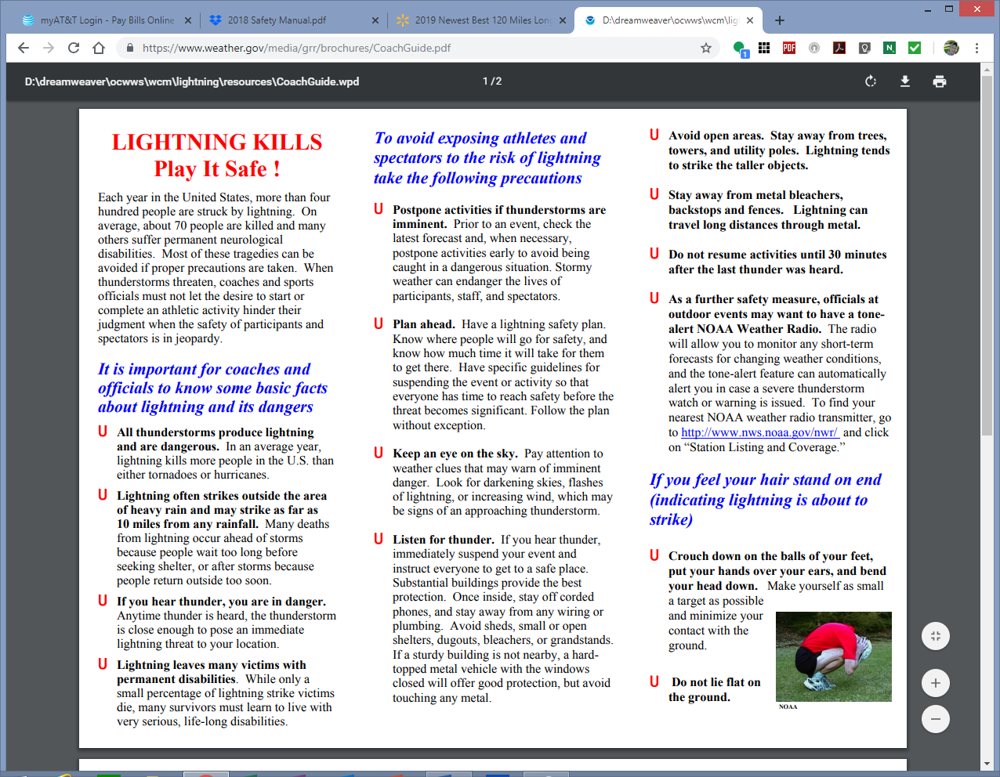 myAT&T Login - Pay Bills Online
2018 Safety Manual.pdf
2019 Newest Best 120 Miles Lon
D:\dreamweaver\ocwws\wcm\lig
https://www.weather.gov/media/grr/brochures/CoachGuide.pdf
1
PDF
N
D:\dreamweaver\ocwws\wcm\lightning\resources\CoachGuide.wpd
1 / 2
LIGHTNING KILLS
Play It Safe !
Each year in the United States, more than four
hundred people are struck by lightning. On
average, about 70 people are killed and many
others suffer permanent neurological
disabilities. Most of these tragedies can be
avoided if proper precautions are taken. When
thunderstorms threaten, coaches and sports
officials must not let the desire to start or
complete an athletic activity hinder their
judgment when the safety of participants and
spectators is in jeopardy.
It is important for coaches and
officials to know some basic facts
about lightning and its dangers
U All thunderstorms produce lightning
and are dangerous. In an average year,
lightning kills more people in the U.S. than
either tornadoes or hurricanes.
U Lightning often strikes outside the area
of heavy rain and may strike as far as
10 miles from any rainfall. Many deaths
from lightning occur ahead of storms
because people wait too long before
seeking shelter, or after storms because
people return outside too soon.
U If you hear thunder, you are in danger.
Anytime thunder is heard, the thunderstorm
is close enough to pose an immediate
lightning threat to your location.
U Lightning leaves many victims with
permanent disabilities. While only a
small percentage of lightning strike victims
die, many survivors must learn to live with
very serious, life-long disabilities.
To avoid exposing athletes and
spectators to the risk of lightning
take the following precautions
U Postpone activities if thunderstorms are
imminent. Prior to an event, check the
latest forecast and, when necessary,
postpone activities early to avoid being
caught in a dangerous situation. Stormy
weather can endanger the lives of
participants, staff, and spectators.
U Plan ahead. Have a lightning safety plan.
Know where people will go for safety, and
know how much time it will take for them
to get there. Have specific guidelines for
suspending the event or activity so that
everyone has time to reach safety before the
threat becomes significant. Follow the plan
without exception.
U Keep an eye on the sky. Pay attention to
weather clues that may warn of imminent
danger. Look for darkening skies, flashes
of lightning, or increasing wind, which may
be signs of an approaching thunderstorm.
U Listen for thunder. If you hear thunder,
immediately suspend your event and
instruct everyone to get to a safe place.
Substantial buildings provide the best
protection. Once inside, stay off corded
phones, and stay away from any wiring or
plumbing. Avoid sheds, small or open
shelters, dugouts, bleachers, or grandstands.
If a sturdy building is not nearby, a hard-
topped metal vehicle with the windows
closed will offer good protection, but avoid
touching any metal.
U Avoid open areas. Stay away from trees,
towers, and utility poles. Lightning tends
to strike the taller objects.
U Stay away from metal bleachers,
backstops and fences. Lightning can
travel long distances through metal.
U Do not resume activities until 30 minutes
after the last thunder was heard.
U As a further safety measure, officials at
outdoor events may want to have a tone-
alert NOAA Weather Radio. The radio
will allow you to monitor any short-term
forecasts for changing weather conditions,
and the tone-alert feature can automatically
alert you in case a severe thunderstorm
watch or warning is issued. To find your
nearest NOAA weather radio transmitter, go
to http://www.nws.noaa.gov/nwr/ and click
on “Station Listing and Coverage.”
If you feel your hair stand on end
(indicating lightning is about to
strike)
U Crouch down on the balls of your feet,
put your hands over your ears, and bend
your head down. Make yourself as small
a target as possible
and minimize your
contact with the
ground.
U Do not lie flat on
the ground.
NOAA